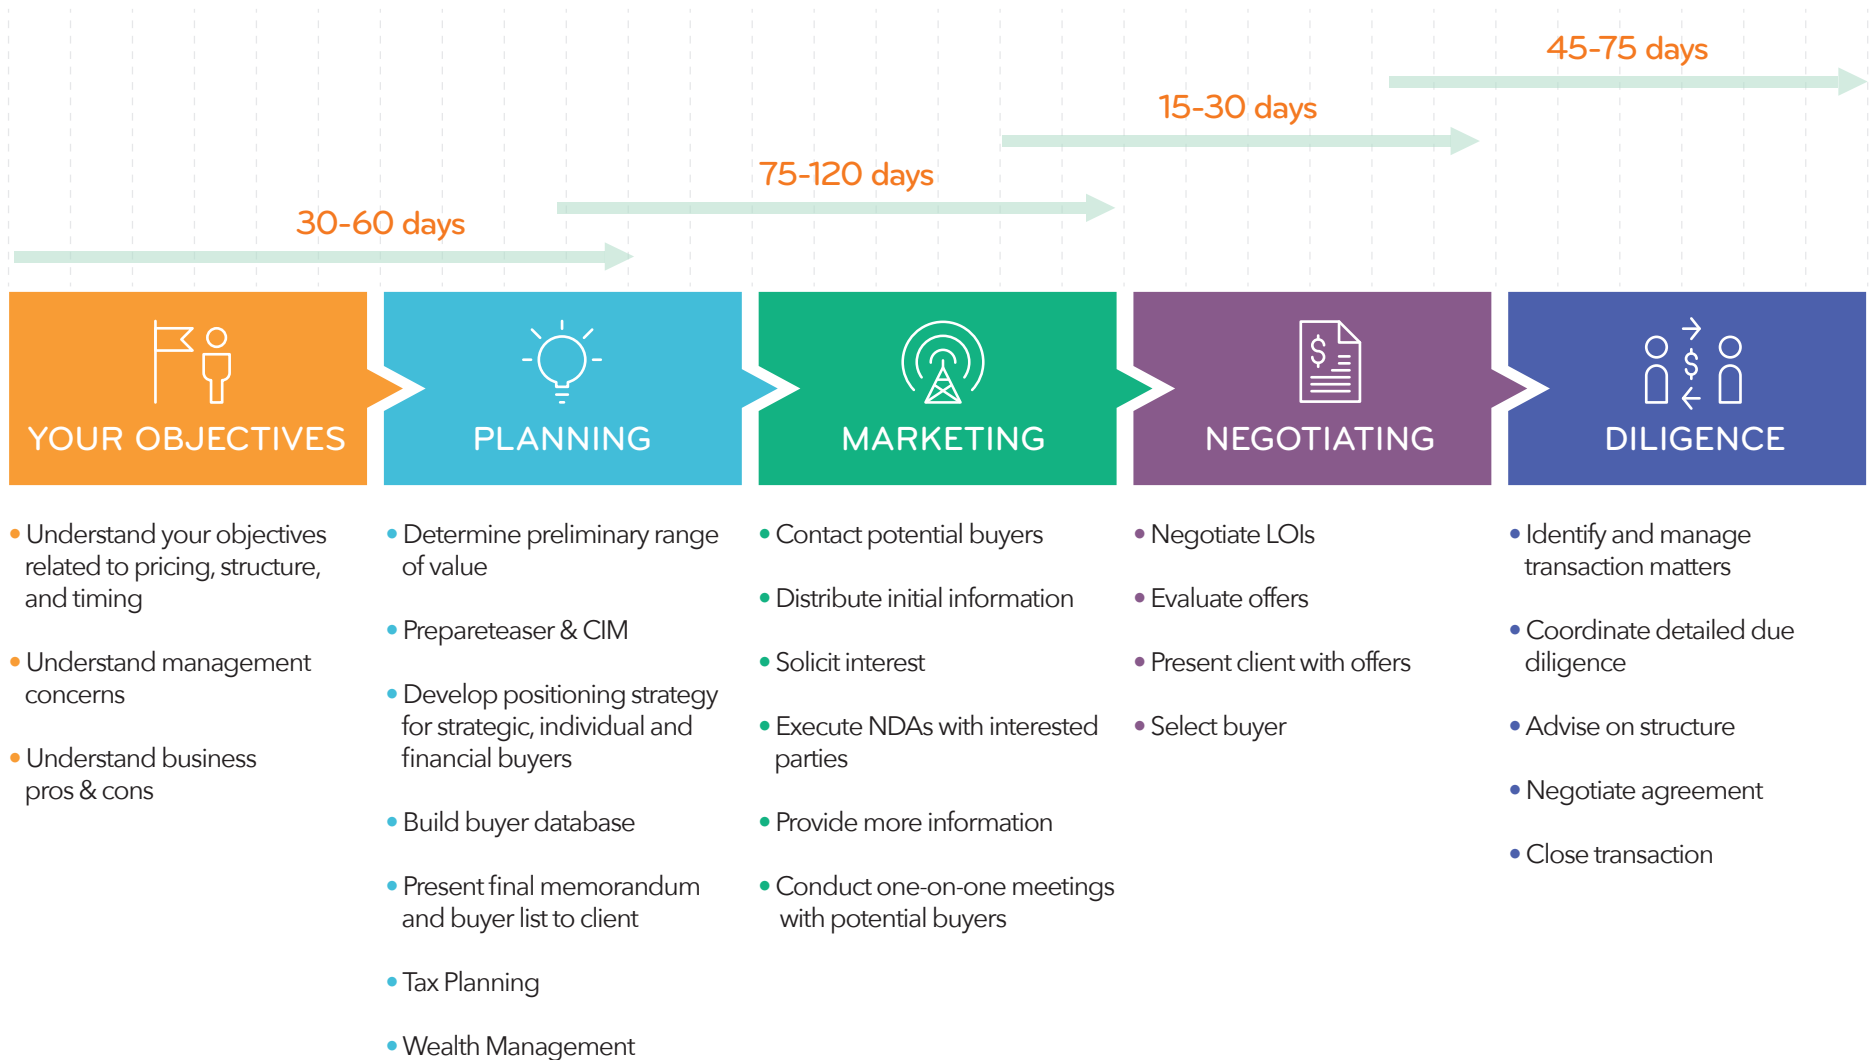 45-75 days
15-30 days
75-120 days
30-60 days
YOUR OBJECTIVES
• Understand your objectives
related to pricing, structure,
and timing
• Understand management
concerns
• Understand business
pros & cons
PLANNING
• Determine preliminary range
of value
• Prepareteaser & CIM
• Develop positioning strategy
for strategic, individual and
financial buyers
• Build buyer database
• Present final memorandum
and buyer list to client
• Tax Planning
• Wealth Management
MARKETING
• Contact potential buyers
• Distribute initial information
• Solicit interest
• Execute NDAs with interested
parties
• Provide more information
• Conduct one-on-one meetings
with potential buyers
NEGOTIATING
• Negotiate LOIs
• Evaluate offers
• Present client with offers
• Select buyer
DILIGENCE
• Identify and manage
transaction matters
• Coordinate detailed due
diligence
• Advise on structure
• Negotiate agreement
• Close transaction